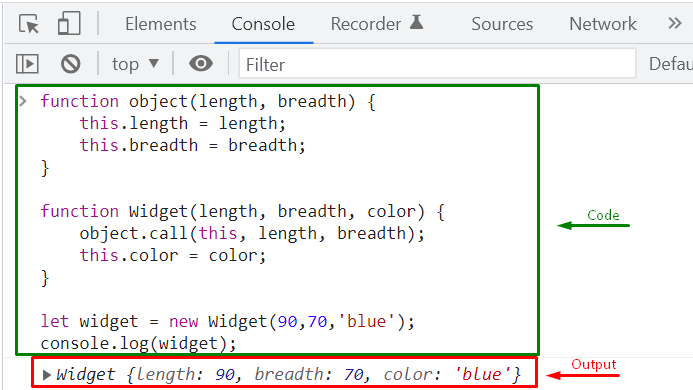 Elements Console Recorder Sources Network »
top ▼ Filter Defau
> function object(length, breadth) {
    this.length = length;
    this.breadth = breadth;
}

function Widget(length, breadth, color) {
    object.call(this, length, breadth);
    this.color = color;
}

let widget = new Widget(90,70,'blue');
console.log(widget);
Code
▶ Widget {length: 90, breadth: 70, color: 'blue'}
Output